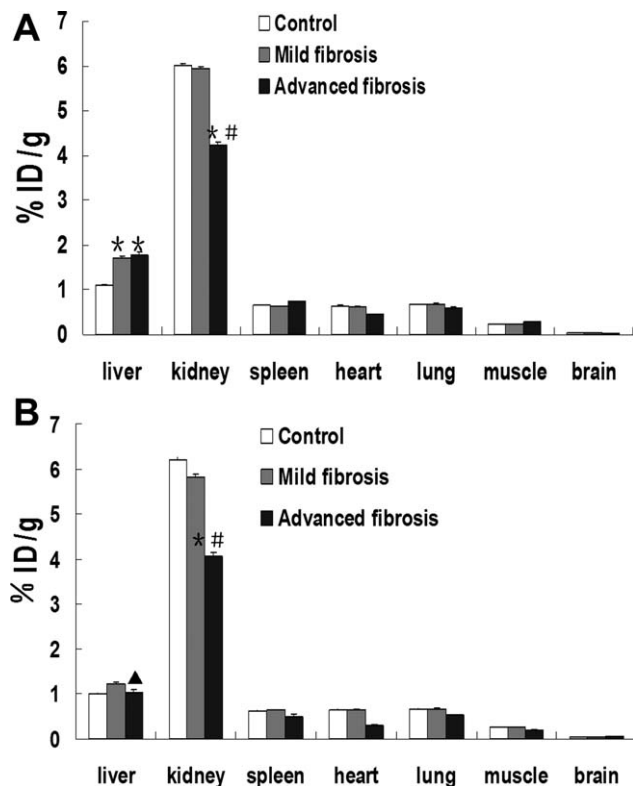 A
7
6
5
4
3
2
1
0
% ID/g
Control
Mild fibrosis
Advanced fibrosis
* *
* #
liver kidney spleen heart lung muscle brain
B
7
6
5
4
3
2
1
0
% ID/g
Control
Mild fibrosis
Advanced fibrosis
* #
▲
liver kidney spleen heart lung muscle brain